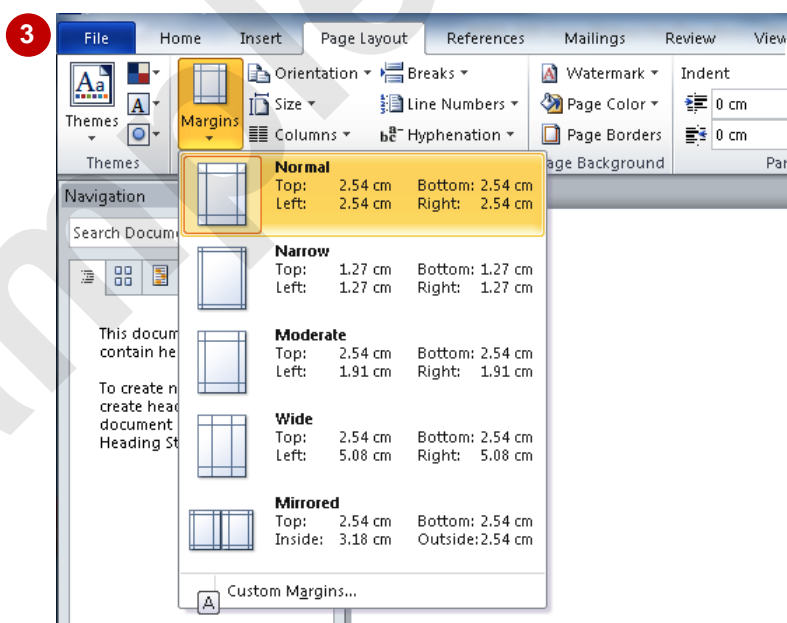 3
File Home Insert Page Layout References Mailings Review View
Orientation Breaks Watermark Indent
Size Line Numbers Page Color 0 cm
Themes Margins Columns Hyphenation Page Borders 0 cm
Themes age Background Par
Navigation
Search Docum
This docum
contain he
To create n
create head
document
Heading St
Normal
Top: 2.54 cm Bottom: 2.54 cm
Left: 2.54 cm Right: 2.54 cm
Narrow
Top: 1.27 cm Bottom: 1.27 cm
Left: 1.27 cm Right: 1.27 cm
Moderate
Top: 2.54 cm Bottom: 2.54 cm
Left: 1.91 cm Right: 1.91 cm
Wide
Top: 2.54 cm Bottom: 2.54 cm
Left: 5.08 cm Right: 5.08 cm
Mirrored
Top: 2.54 cm Bottom: 2.54 cm
Inside: 3.18 cm Outside: 2.54 cm
Custom Margins...
A